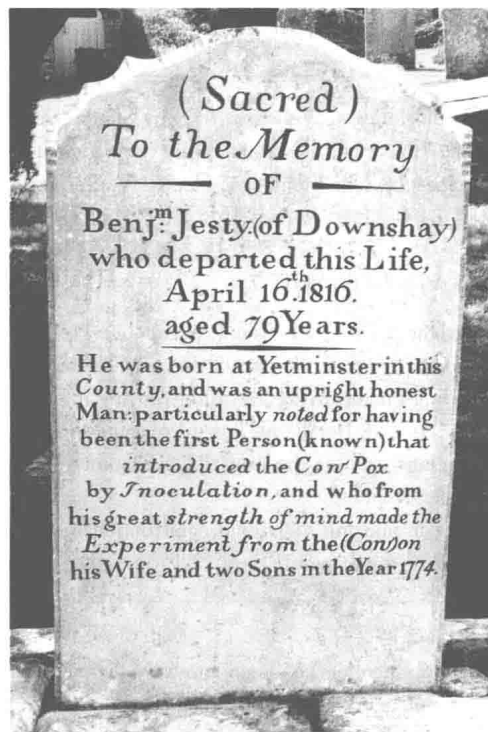 (Sacred)
To the Memory
OF
Benj.m Jesty.(of Downshay)
who departed this Life,
April 16.th 1816.
aged 79 Years.
He was born at Yetminster in this
County, and was an upright honest
Man: particularly noted for having
been the first Person (known) that
introduced the Cow Pox
by Inoculation, and who from
his great strength of mind made the
Experiment from the (Cow) on
his Wife and two Sons in the Year 1774.